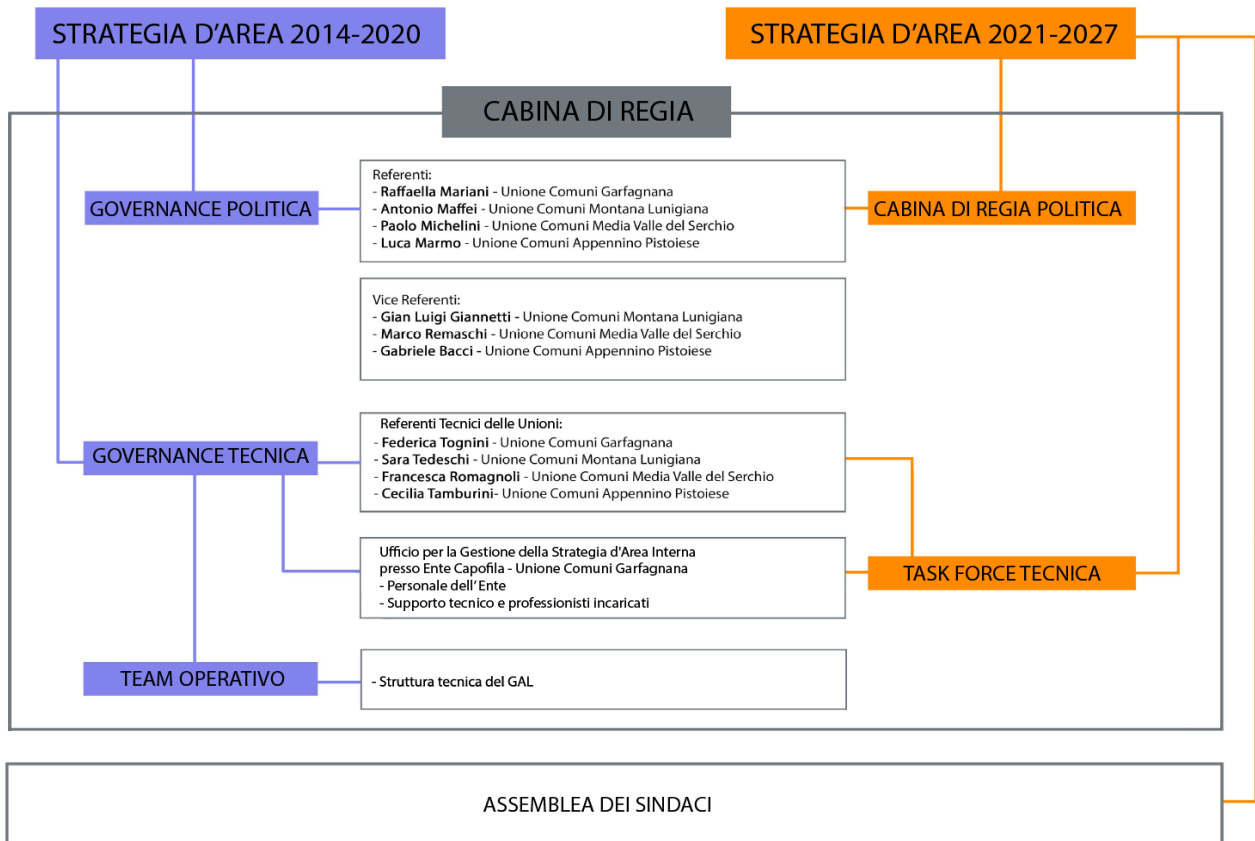 STRATEGIA D'AREA 2014-2020
STRATEGIA D'AREA 2021-2027
CABINA DI REGIA
GOVERNANCE POLITICA
Referenti:
- Raffaella Mariani - Unione Comuni Garfagnana
- Antonio Maffei - Unione Comuni Montana Lunigiana
- Paolo Michelini - Unione Comuni Media Valle del Serchio
- Luca Marmo - Unione Comuni Appennino Pistoiese
CABINA DI REGIA POLITICA
Vice Referenti:
- Gian Luigi Giannetti - Unione Comuni Montana Lunigiana
- Marco Remaschi - Unione Comuni Media Valle del Serchio
- Gabriele Bacci - Unione Comuni Appennino Pistoiese
GOVERNANCE TECNICA
Referenti Tecnici delle Unioni:
- Federica Tognini - Unione Comuni Garfagnana
- Sara Tedeschi - Unione Comuni Montana Lunigiana
- Francesca Romagnoli - Unione Comuni Media Valle del Serchio
- Cecilia Tamburini- Unione Comuni Appennino Pistoiese
Ufficio per la Gestione della Strategia d'Area Interna
presso Ente Capofila - Unione Comuni Garfagnana
- Personale dell'Ente
- Supporto tecnico e professionisti incaricati
TASK FORCE TECNICA
TEAM OPERATIVO
- Struttura tecnica del GAL
ASSEMBLEA DEI SINDACI